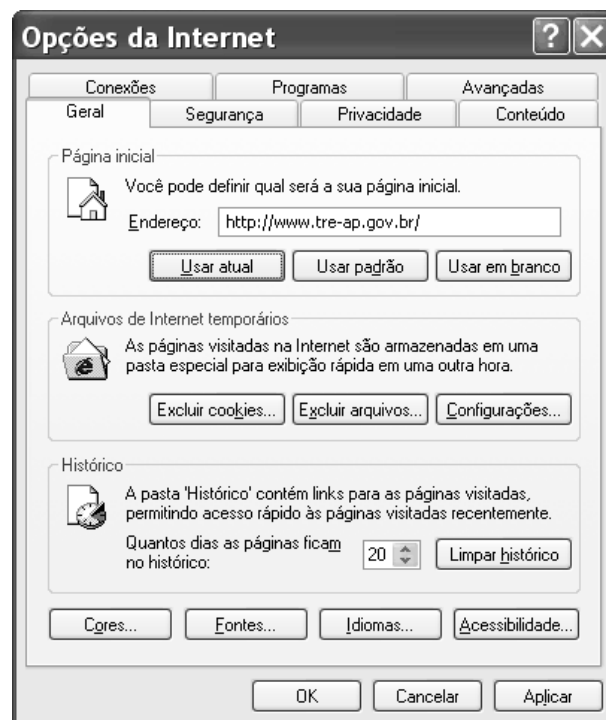 Opções da Internet
Conexões Programas Avançadas
Geral Segurança Privacidade Conteúdo
Página inicial
Você pode definir qual será a sua página inicial.
Endereço: http://www.tre-ap.gov.br/
Usar atual Usar padrão Usar em branco
Arquivos de Internet temporários
As páginas visitadas na Internet são armazenadas em uma
pasta especial para exibição rápida em uma outra hora.
Excluir cookies... Excluir arquivos... Configurações...
Histórico
A pasta 'Histórico' contém links para as páginas visitadas,
permitindo acesso rápido às páginas visitadas recentemente.
Quantos dias as páginas ficam
no histórico: 20 Limpar histórico
Cores... Fontes... Idiomas... Acessibilidade...
OK Cancelar Aplicar